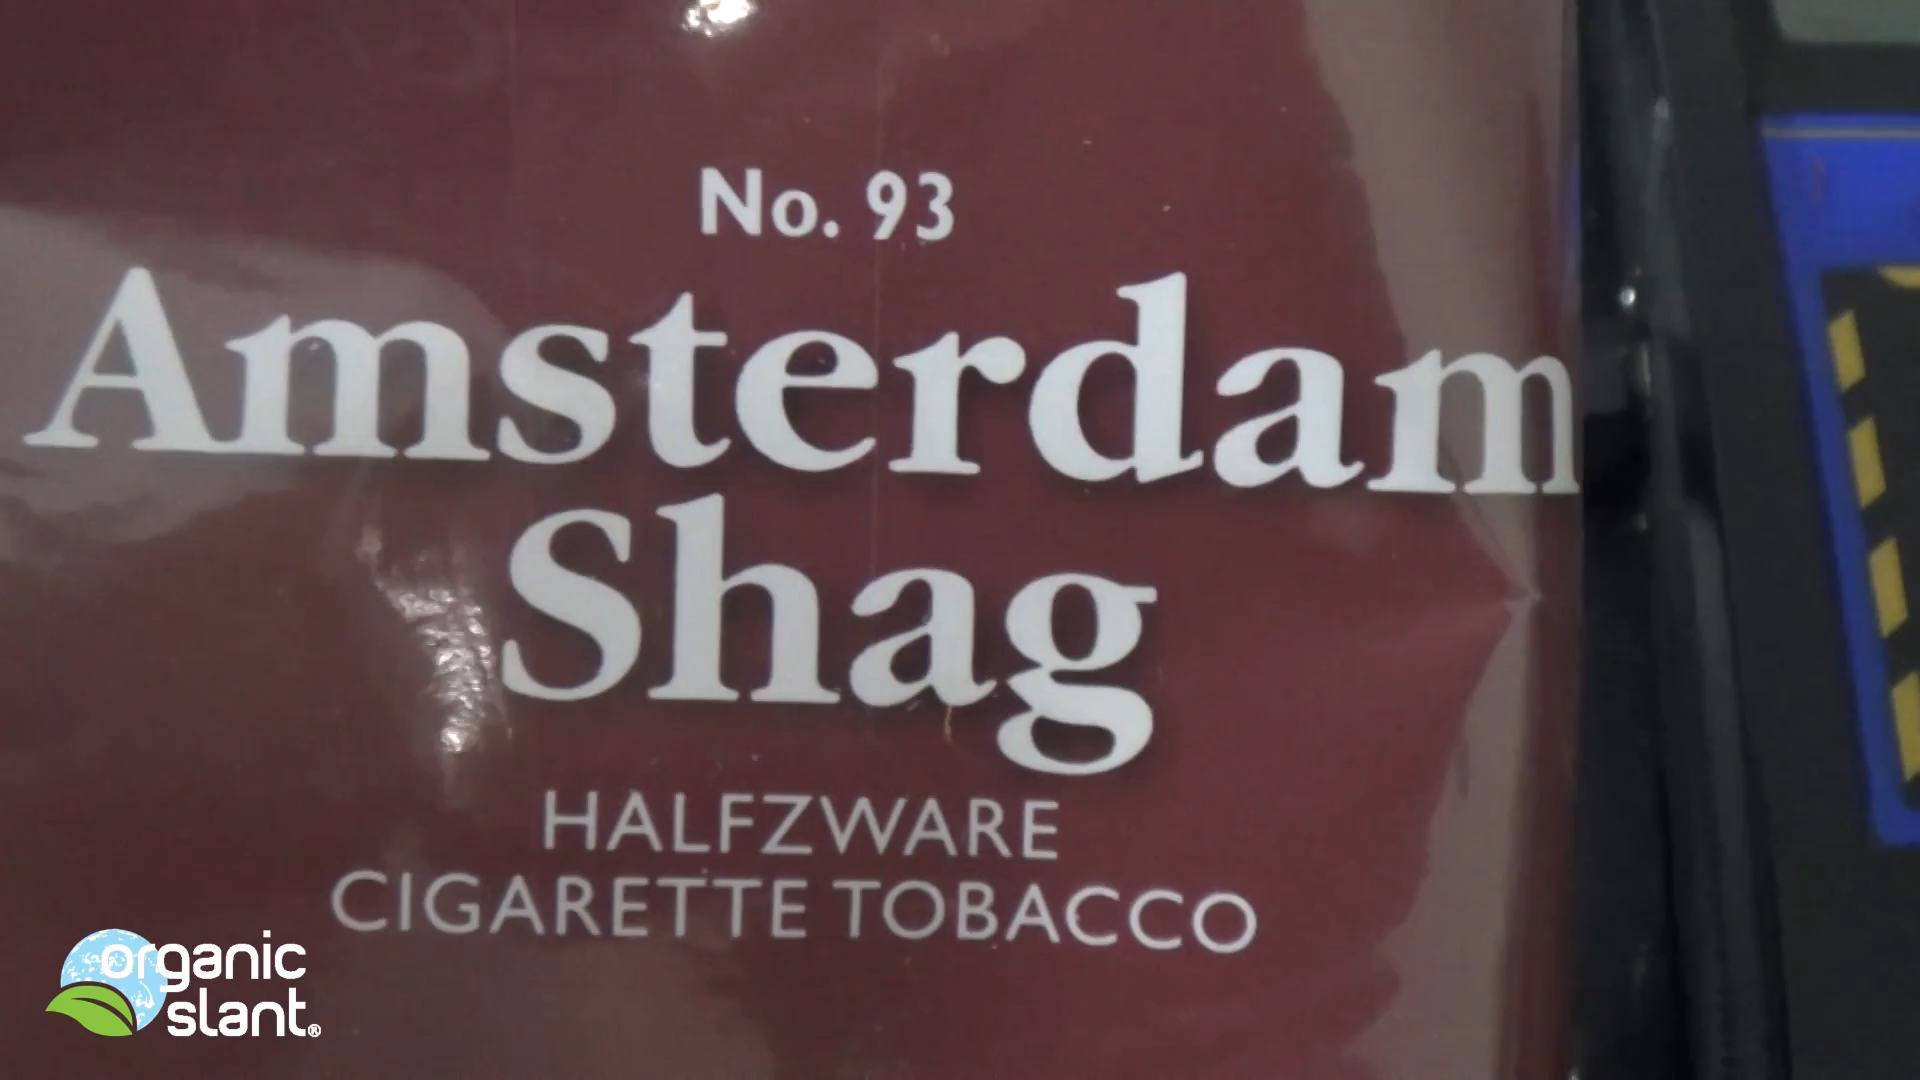 No. 93
Amsterdam
Shag
HALFZWARE
CIGARETTE TOBACCO
organic
slant®